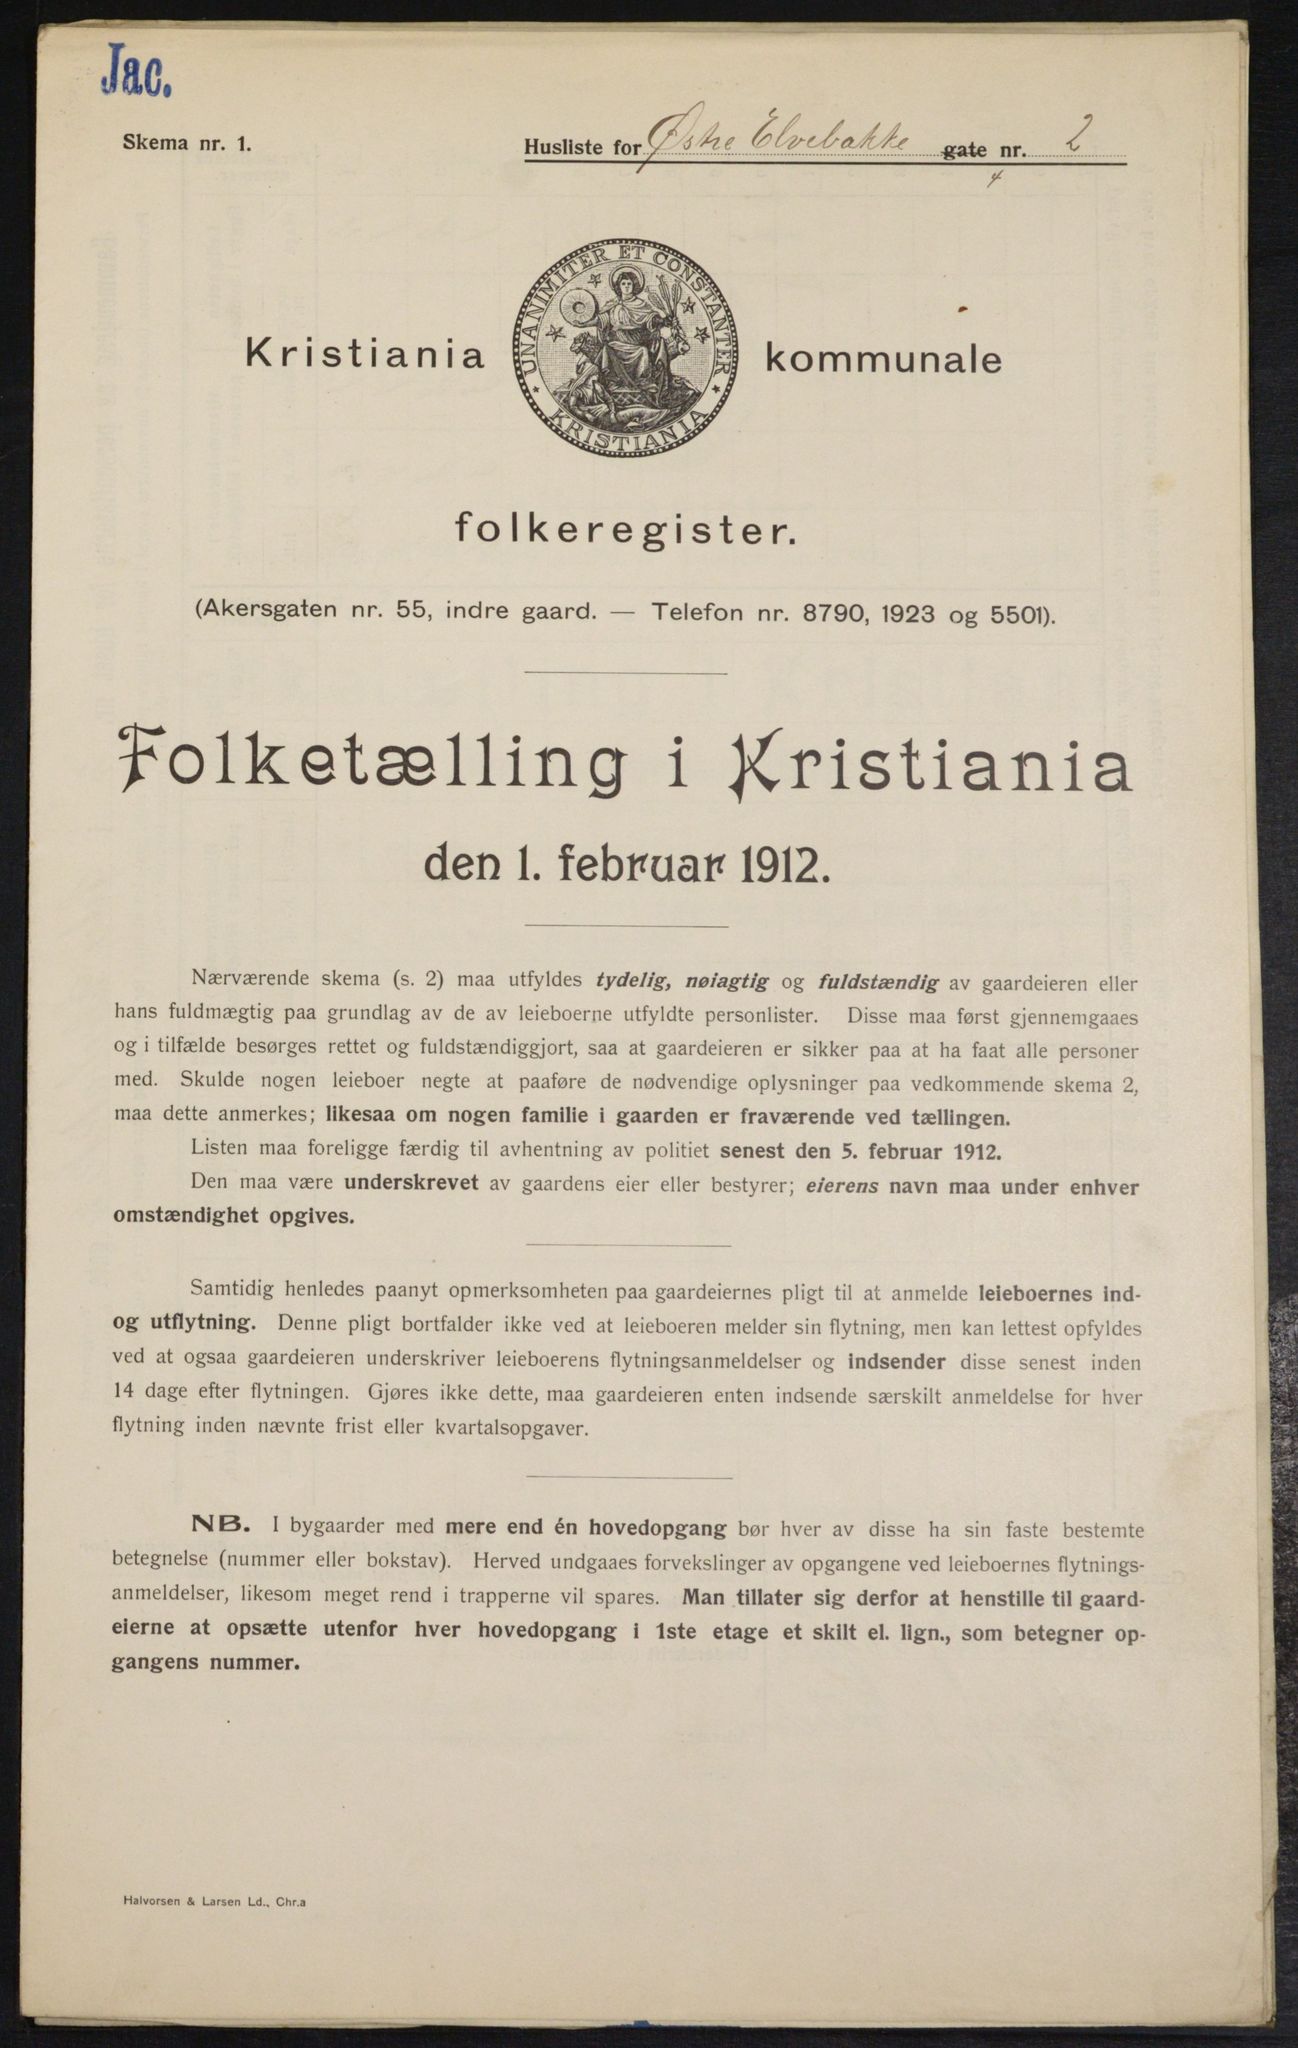 Jac.
Skema nr. 1.
Husliste for Østre Elvebakke gate nr. 2
4
UNANIMITER ET CONSTANTER
KRISTIANIA
Kristiania kommunale
folkeregister.
(Akersgaten nr. 55, indre gaard. — Telefon nr. 8790, 1923 og 5501).
Folketælling i Kristiania
den 1. februar 1912.
Nærværende skema (s. 2) maa utfyldes tydelig, nøiagtig og fuldstændig av gaardeieren eller
hans fuldmægtig paa grundlag av de av leieboerne utfyldte personlister. Disse maa først gjennemgaaes
og i tilfælde besørges rettet og fuldstændiggjort, saa at gaardeieren er sikker paa at ha faat alle personer
med. Skulde nogen leieboer negte at paaføre de nødvendige oplysninger paa vedkommende skema 2,
maa dette anmerkes; likesaa om nogen familie i gaarden er fraværende ved tællingen.
Listen maa foreligge færdig til avhentning av politiet senest den 5. februar 1912.
Den maa være underskrevet av gaardens eier eller bestyrer; eierens navn maa under enhver
omstændighet opgives.
Samtidig henledes paanyt opmerksomheten paa gaardeiernes pligt til at anmelde leieboernes ind-
og utflytning. Denne pligt bortfalder ikke ved at leieboeren melder sin flytning, men kan lettest opfyldes
ved at ogsaa gaardeieren underskriver leieboerens flytningsanmeldelser og indsender disse senest inden
14 dage efter flytningen. Gjøres ikke dette, maa gaardeieren enten indsende særskilt anmeldelse for hver
flytning inden nævnte frist eller kvartalsopgaver.
NB. I bygaarder med mere end én hovedopgang bør hver av disse ha sin faste bestemte
betegnelse (nummer eller bokstav). Herved undgaaes forvekslinger av opgangene ved leieboernes flytnings-
anmeldelser, likesom meget rend i trapperne vil spares. Man tillater sig derfor at henstille til gaard-
eierne at opsætte utenfor hver hovedopgang i 1ste etage et skilt el. lign., som betegner op-
gangens nummer.
Halvorsen & Larsen Ld., Chr.a